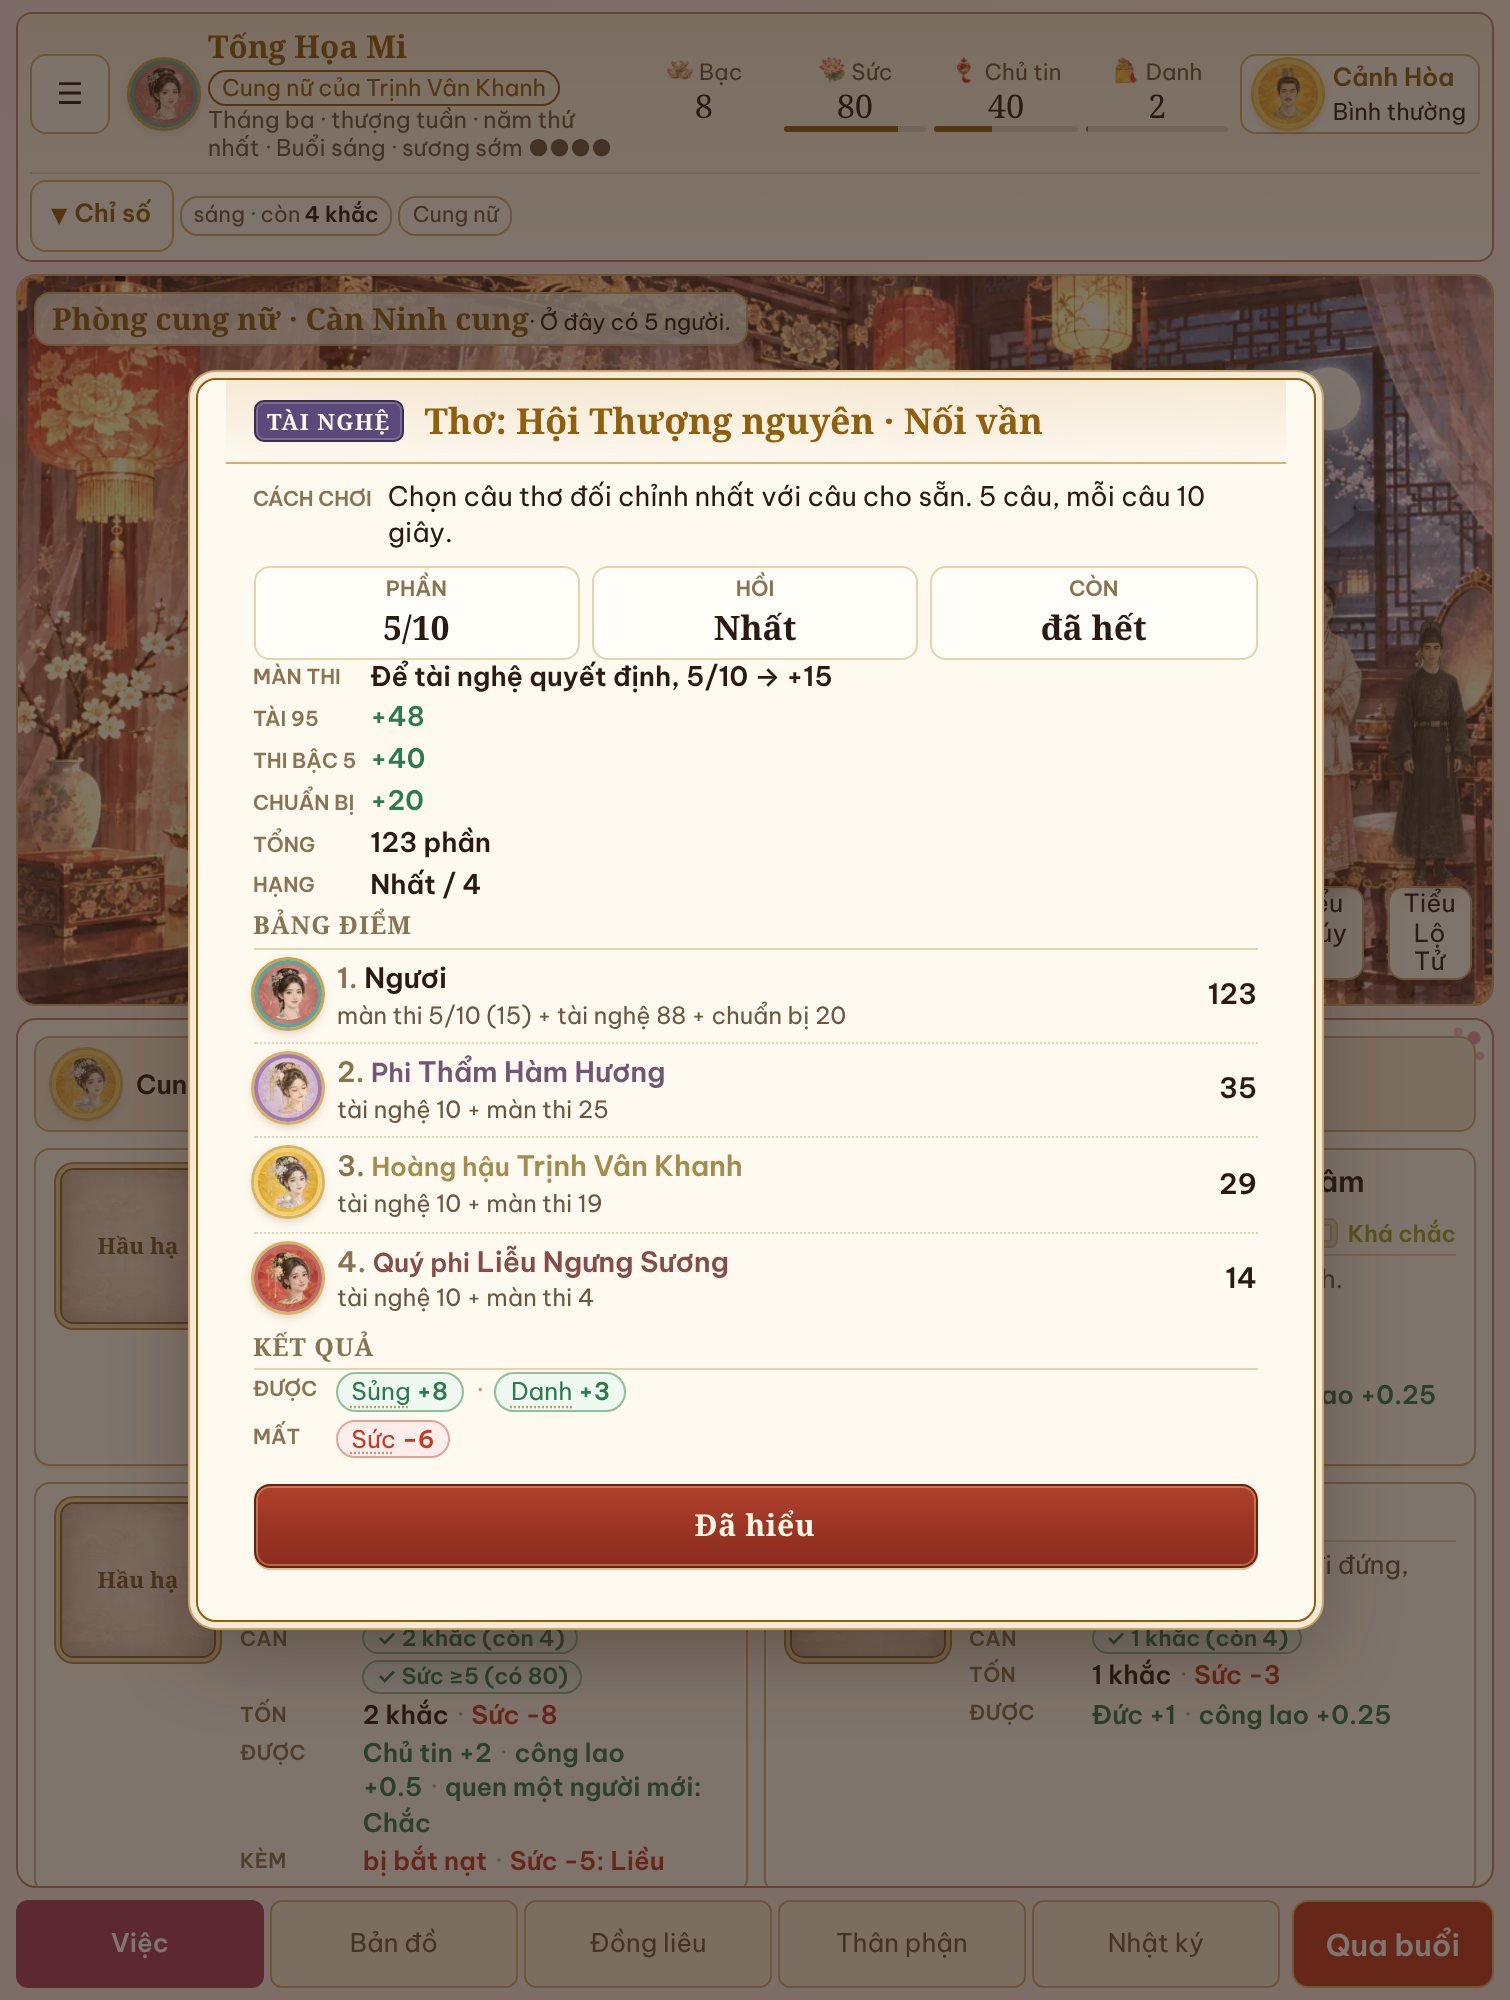 ☰
Tống Họa Mi
Cung nữ của Trịnh Vân Khanh
Tháng ba · thượng tuần · năm thứ
nhất · Buổi sáng · sương sớm
Bạc
8
Sức
80
Chủ tin
40
Danh
2
Cảnh Hòa
Bình thường
▼ Chỉ số
sáng · còn 4 khắc
Cung nữ
Phòng cung nữ · Càn Ninh cung · Ở đây có 5 người.
TÀI NGHỆ
Thơ: Hội Thượng nguyên · Nối vần
CÁCH CHƠI Chọn câu thơ đối chỉnh nhất với câu cho sẵn. 5 câu, mỗi câu 10
giây.
PHẦN
5/10
HỒI
Nhất
CÒN
đã hết
MÀN THI Để tài nghệ quyết định, 5/10 → +15
TÀI 95 +48
THI BẬC 5 +40
CHUẨN BỊ +20
TỔNG 123 phần
HẠNG Nhất / 4
BẢNG ĐIỂM
1. Ngươi
màn thi 5/10 (15) + tài nghệ 88 + chuẩn bị 20
123
2. Phi Thẩm Hàm Hương
tài nghệ 10 + màn thi 25
35
3. Hoàng hậu Trịnh Vân Khanh
tài nghệ 10 + màn thi 19
29
4. Quý phi Liễu Ngưng Sương
tài nghệ 10 + màn thi 4
14
KẾT QUẢ
ĐƯỢC Sủng +8 · Danh +3
MẤT Sức -6
Đã hiểu
Tiểu
Lộ
Tử
Hầu hạ
Khá chắc
+0.25
Hầu hạ
đứng,
CẦN ✓ 2 khắc (còn 4)
✓ Sức ≥5 (có 80)
TỐN 2 khắc · Sức -8
ĐƯỢC Chủ tin +2 · công lao
+0.5 · quen một người mới:
Chắc
KÈM bị bắt nạt · Sức -5: Liều
CẦN ✓ 1 khắc (còn 4)
TỐN 1 khắc · Sức -3
ĐƯỢC Đức +1 · công lao +0.25
Việc
Bản đồ
Đồng liêu
Thân phận
Nhật ký
Qua buổi